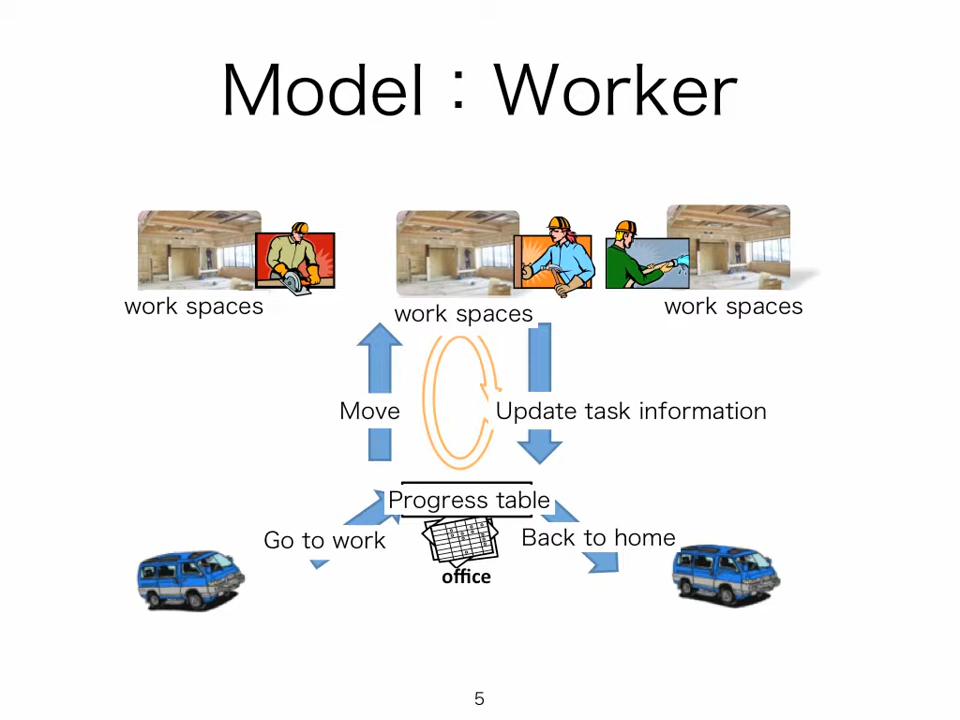 Model：Worker
work spaces
work spaces
work spaces
Move
Update task information
Progress table
Go to work
Back to home
office
5